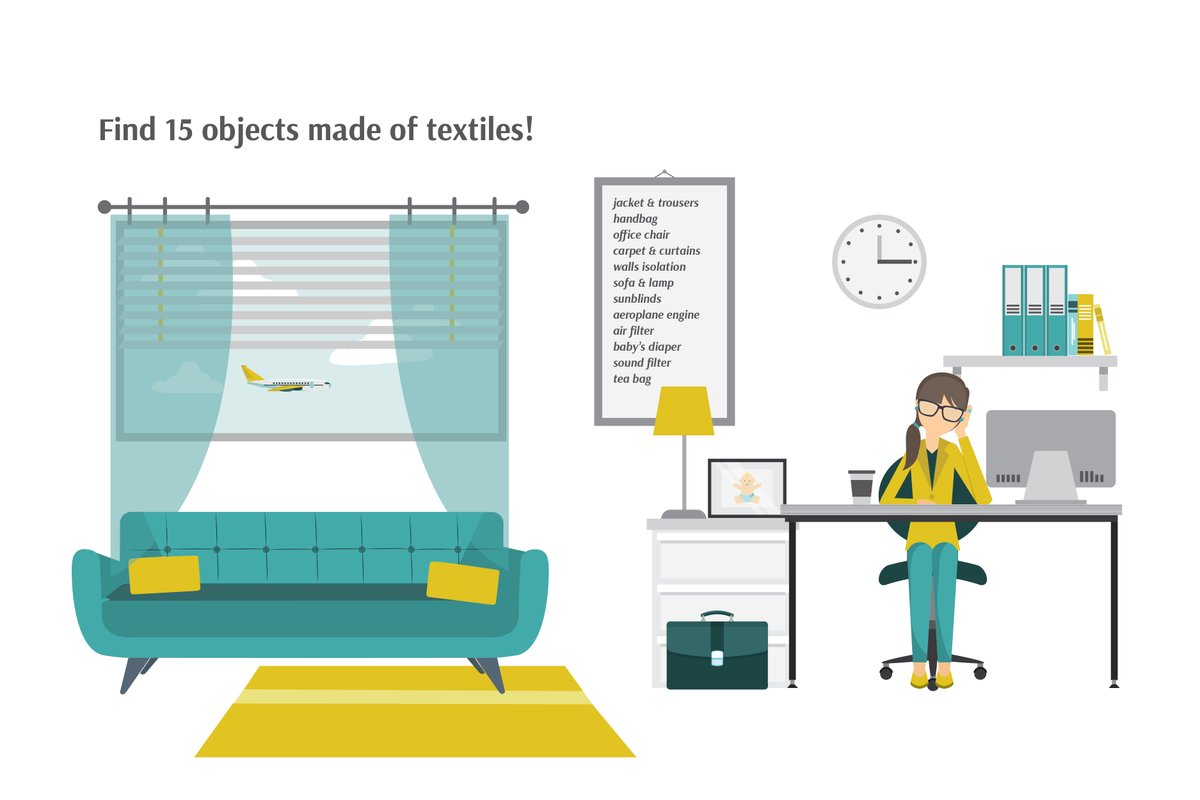 Find 15 objects made of textiles!
jacket & trousers
handbag
office chair
carpet & curtains
walls isolation
sofa & lamp
sunblinds
aeroplane engine
air filter
baby's diaper
sound filter
tea bag